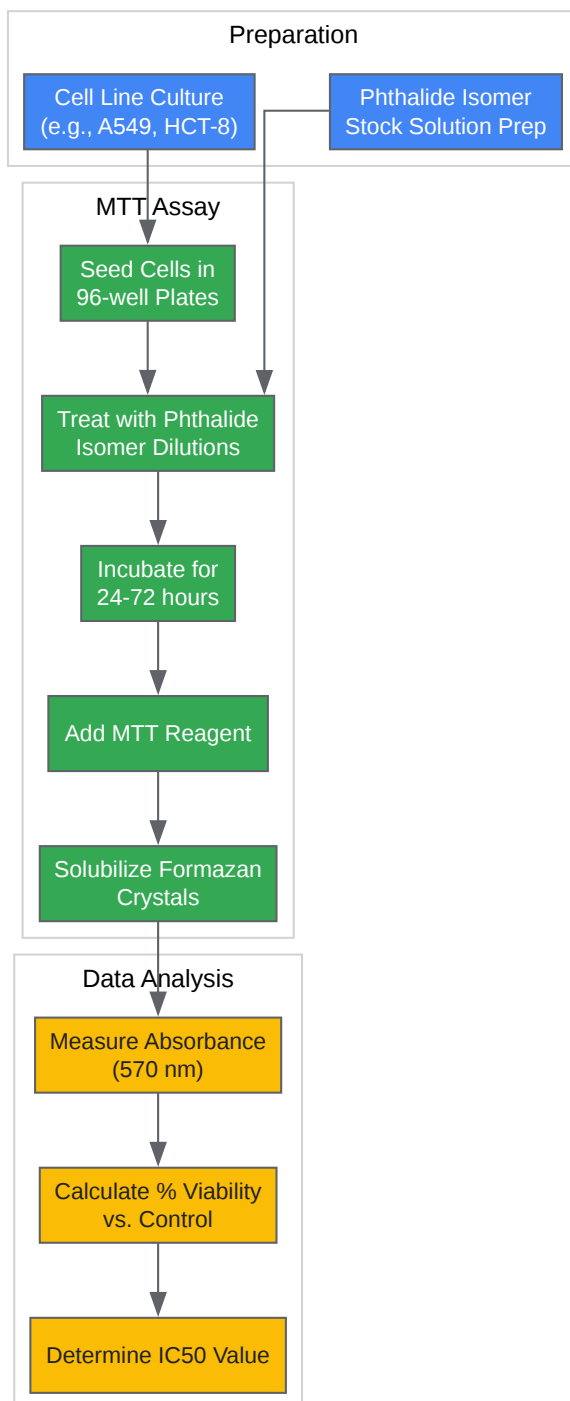 Preparation
Cell Line Culture
(e.g., A549, HCT-8)
Phthalide Isomer
Stock Solution Prep
MTT Assay
Seed Cells in
96-well Plates
Treat with Phthalide
Isomer Dilutions
Incubate for
24-72 hours
Add MTT Reagent
Solubilize Formazan
Crystals
Data Analysis
Measure Absorbance
(570 nm)
Calculate % Viability
vs. Control
Determine IC50 Value